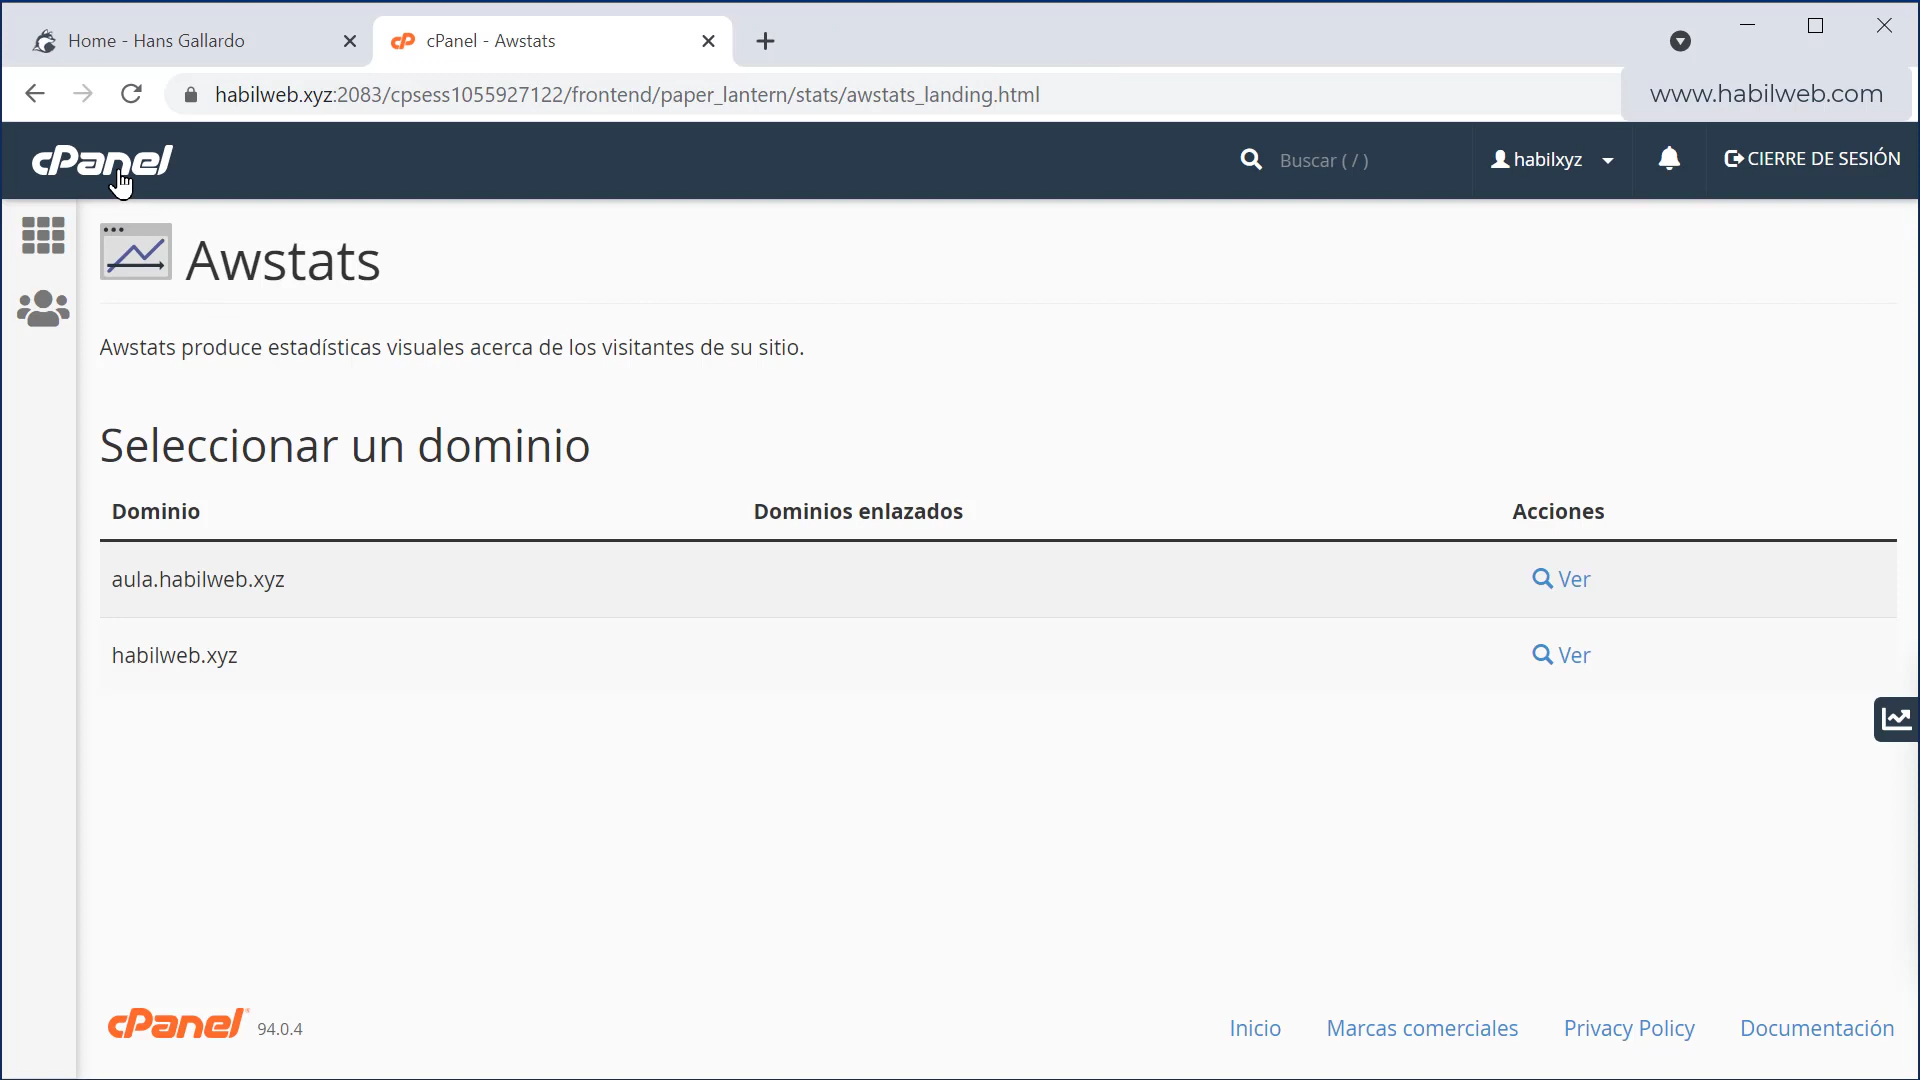 Home - Hans Gallardo
cPanel - Awstats
habilweb.xyz:2083/cpsess1055927122/frontend/paper_lantern/stats/awstats_landing.html
www.habilweb.com
cPanel
Buscar ( / )
habilxyz
CIERRE DE SESIÓN
Awstats
Awstats produce estadísticas visuales acerca de los visitantes de su sitio.
Seleccionar un dominio
Dominio Dominios enlazados Acciones
aula.habilweb.xyz Ver
habilweb.xyz Ver
cPanel 94.0.4
Inicio Marcas comerciales Privacy Policy Documentación